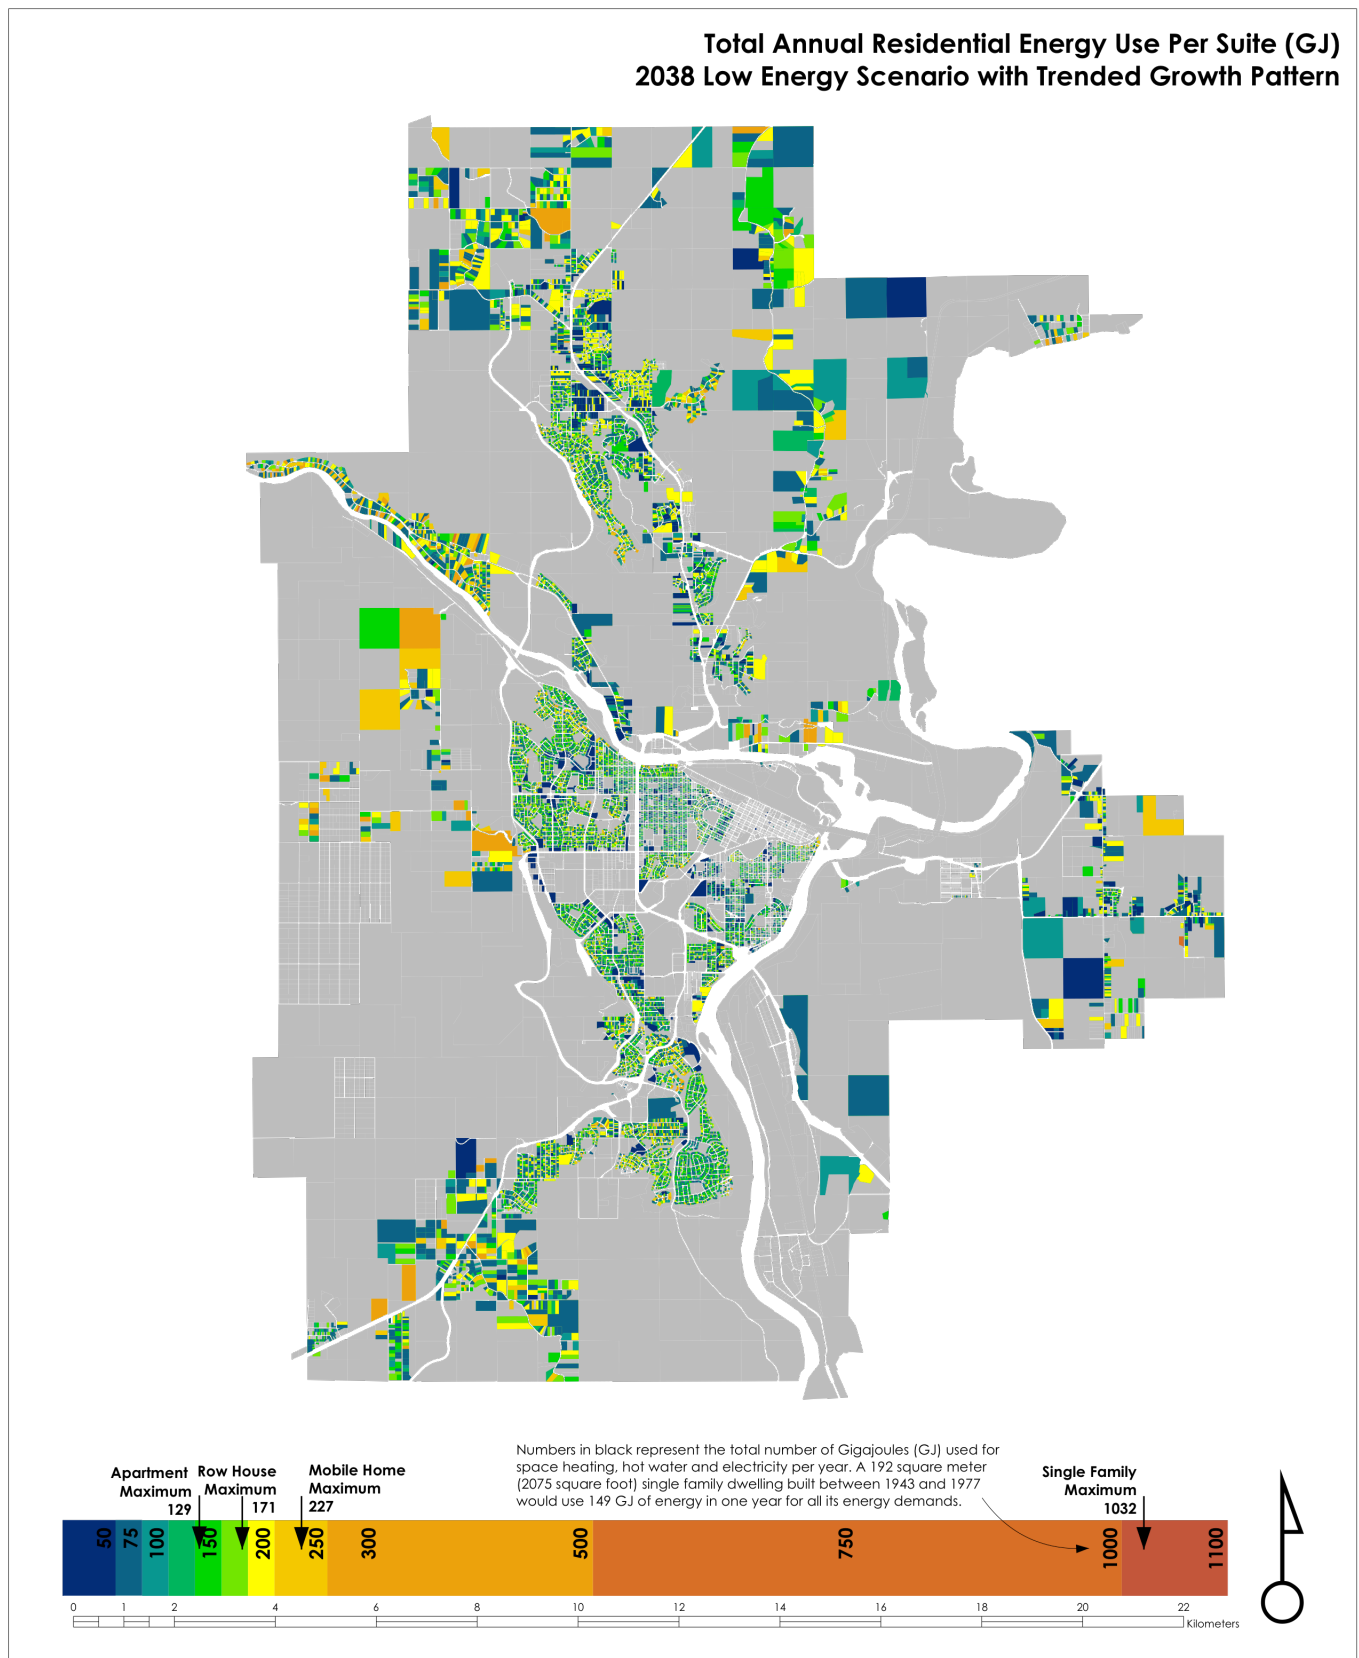 Total Annual Residential Energy Use Per Suite (GJ)
2038 Low Energy Scenario with Trended Growth Pattern
Numbers in black represent the total number of Gigajoules (GJ) used for
space heating, hot water and electricity per year. A 192 square meter
(2075 square foot) single family dwelling built between 1943 and 1977
would use 149 GJ of energy in one year for all its energy demands.
Apartment
Maximum
129
Row House
Maximum
171
Mobile Home
Maximum
227
Single Family
Maximum
1032
50 75 100 150 200 250 300 500 750 1000 1100
0 1 2 4 6 8 10 12 14 16 18 20 22
Kilometers